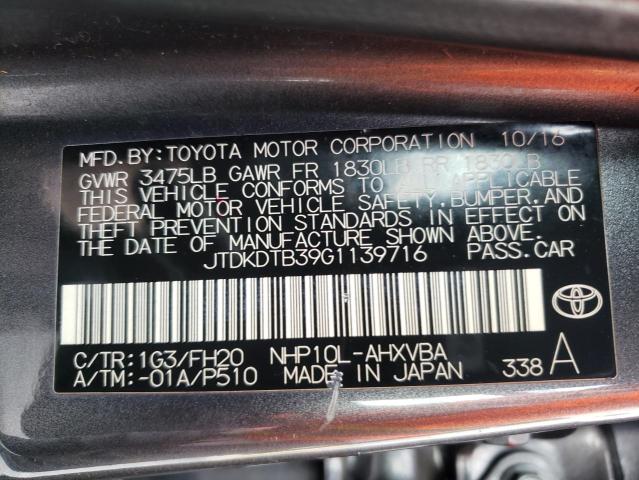 MFD. BY: TOYOTA MOTOR CORPORATION 10/16
GVWR 3475LB GAWR FR 1830LB RR 1830LB
THIS VEHICLE CONFORMS TO ALL APPLICABLE
FEDERAL MOTOR VEHICLE SAFETY, BUMPER, AND
THEFT PREVENTION STANDARDS IN EFFECT ON
THE DATE OF MANUFACTURE SHOWN ABOVE.
JTDKDTB39G1139716 PASS. CAR
C/TR: 1G3/FH20 NHP10L-AHXVBA
A/TM: -01A/P510 MADE IN JAPAN 338 A
TOYOTA